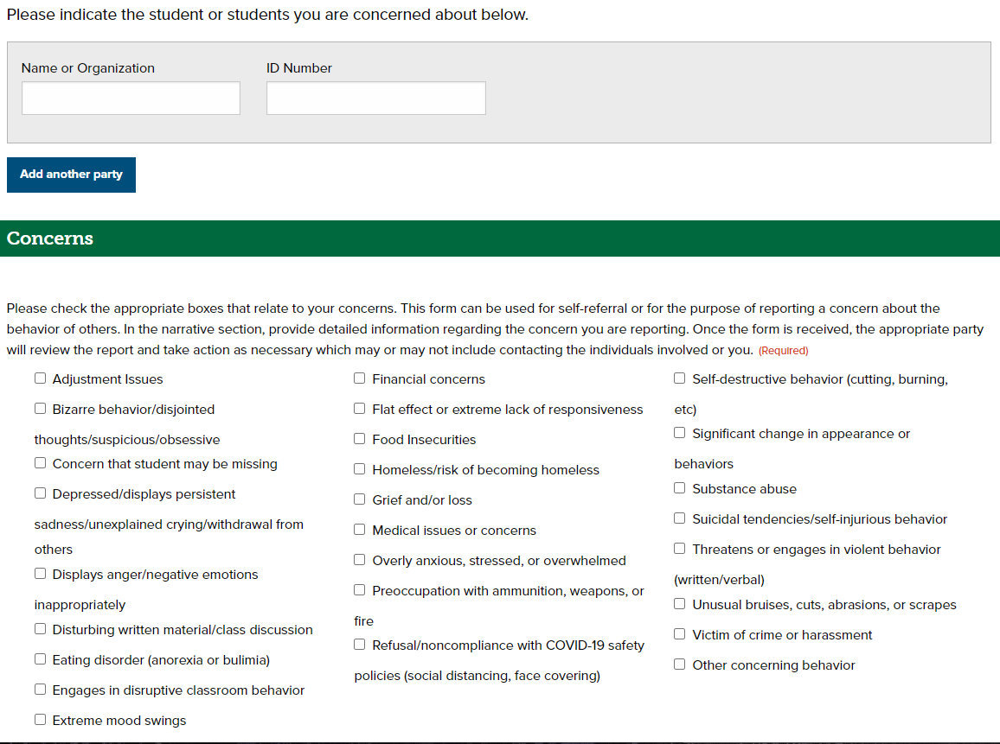 Please indicate the student or students you are concerned about below.
Name or Organization
ID Number
Add another party
Concerns
Please check the appropriate boxes that relate to your concerns. This form can be used for self-referral or for the purpose of reporting a concern about the
behavior of others. In the narrative section, provide detailed information regarding the concern you are reporting. Once the form is received, the appropriate party
will review the report and take action as necessary which may or may not include contacting the individuals involved or you. (Required)
Adjustment Issues
Bizarre behavior/disjointed
thoughts/suspicious/obsessive
Concern that student may be missing
Depressed/displays persistent
sadness/unexplained crying/withdrawal from
others
Displays anger/negative emotions
inappropriately
Disturbing written material/class discussion
Eating disorder (anorexia or bulimia)
Engages in disruptive classroom behavior
Extreme mood swings
Financial concerns
Flat effect or extreme lack of responsiveness
Food Insecurities
Homeless/risk of becoming homeless
Grief and/or loss
Medical issues or concerns
Overly anxious, stressed, or overwhelmed
Preoccupation with ammunition, weapons, or
fire
Refusal/noncompliance with COVID-19 safety
policies (social distancing, face covering)
Self-destructive behavior (cutting, burning,
etc)
Significant change in appearance or
behaviors
Substance abuse
Suicidal tendencies/self-injurious behavior
Threatens or engages in violent behavior
(written/verbal)
Unusual bruises, cuts, abrasions, or scrapes
Victim of crime or harassment
Other concerning behavior